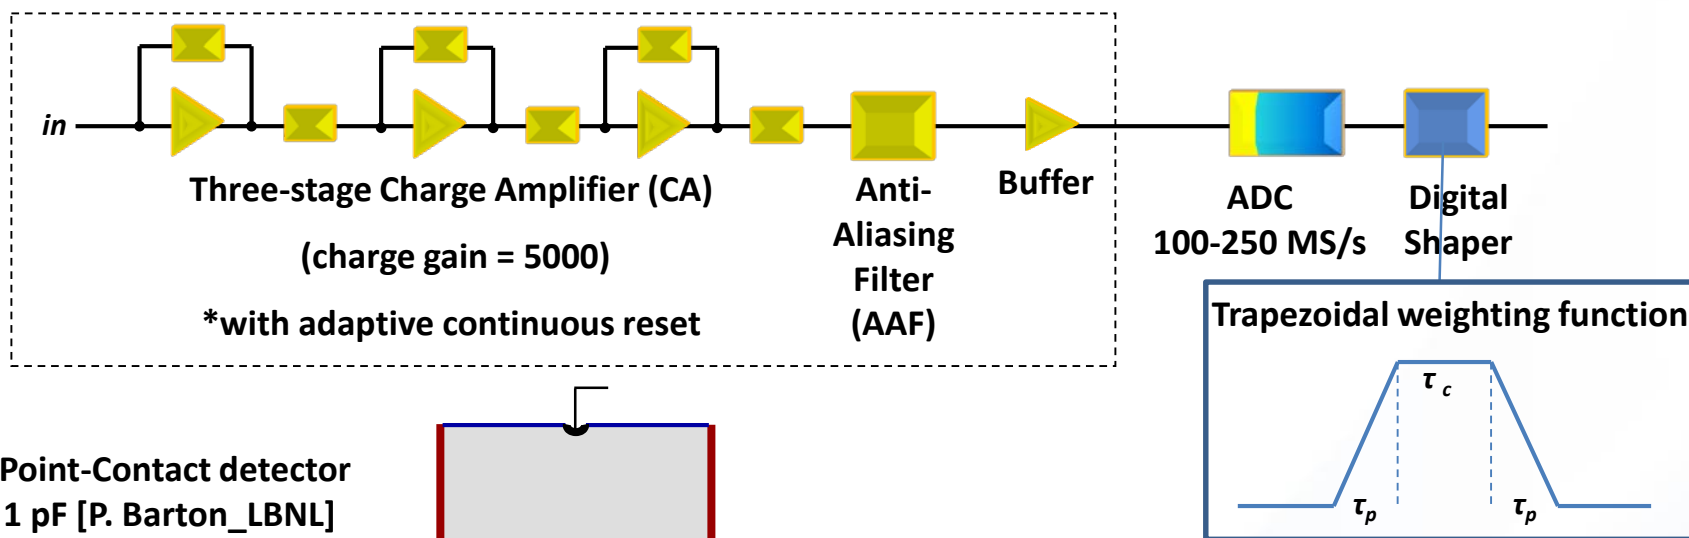 in
Three-stage Charge Amplifier (CA)
(charge gain = 5000)
*with adaptive continuous reset
Anti-
Aliasing
Filter
(AAF)
Buffer
ADC
100-250 MS/s
Digital
Shaper
Trapezoidal weighting function
τ c
τp
τp
Point-Contact detector
1 pF [P. Barton_LBNL]